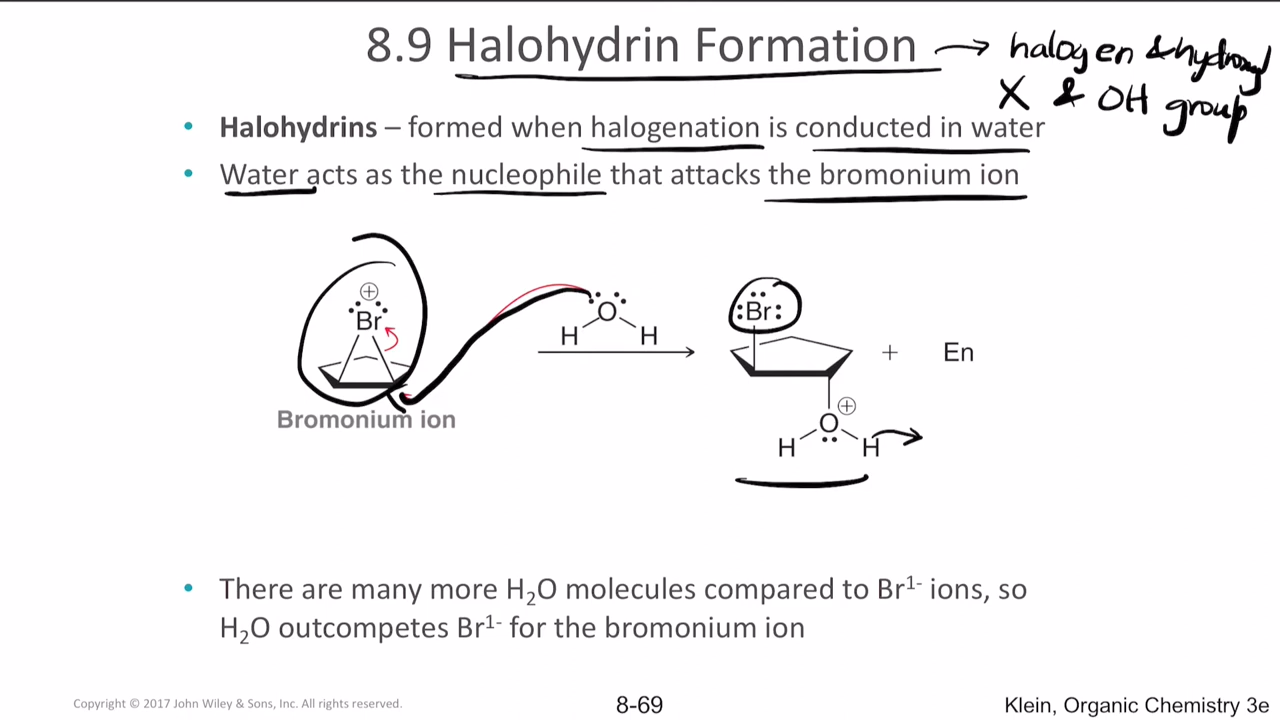 8.9 Halohydrin Formation → halogen & hydroxyl
X & OH group
• Halohydrins – formed when halogenation is conducted in water
• Water acts as the nucleophile that attacks the bromonium ion
⊕
Br
Bromonium ion
O
H H
Br
+ En
⊕
O
H H
• There are many more H₂O molecules compared to Br¹⁻ ions, so
H₂O outcompetes Br¹⁻ for the bromonium ion
Copyright © 2017 John Wiley & Sons, Inc. All rights reserved.
8-69
Klein, Organic Chemistry 3e